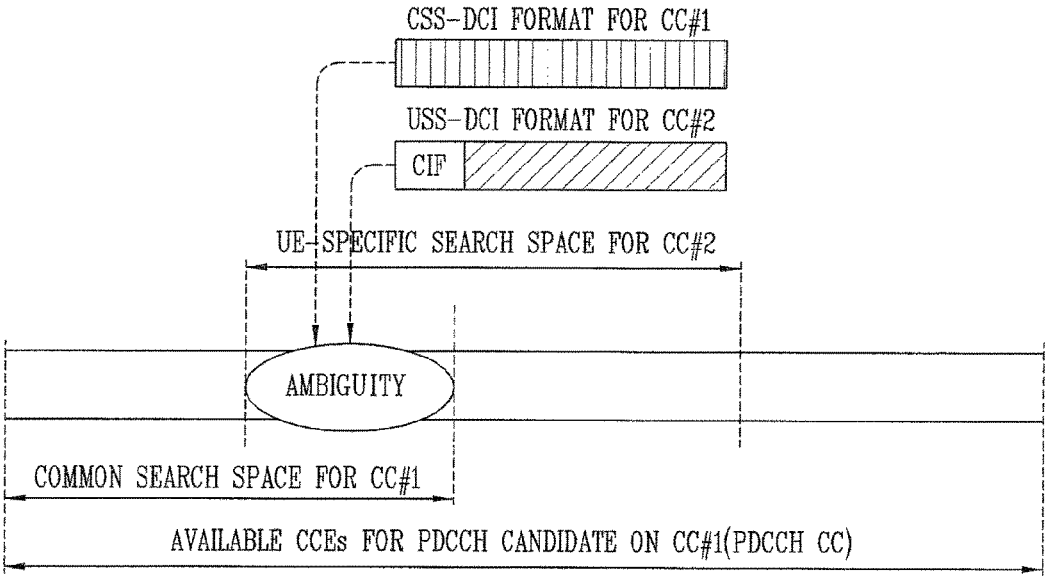 CSS-DCI FORMAT FOR CC#1
USS-DCI FORMAT FOR CC#2
CIF
UE-SPECIFIC SEARCH SPACE FOR CC#2
AMBIGUITY
COMMON SEARCH SPACE FOR CC#1
AVAILABLE CCEs FOR PDCCH CANDIDATE ON CC#1(PDCCH CC)